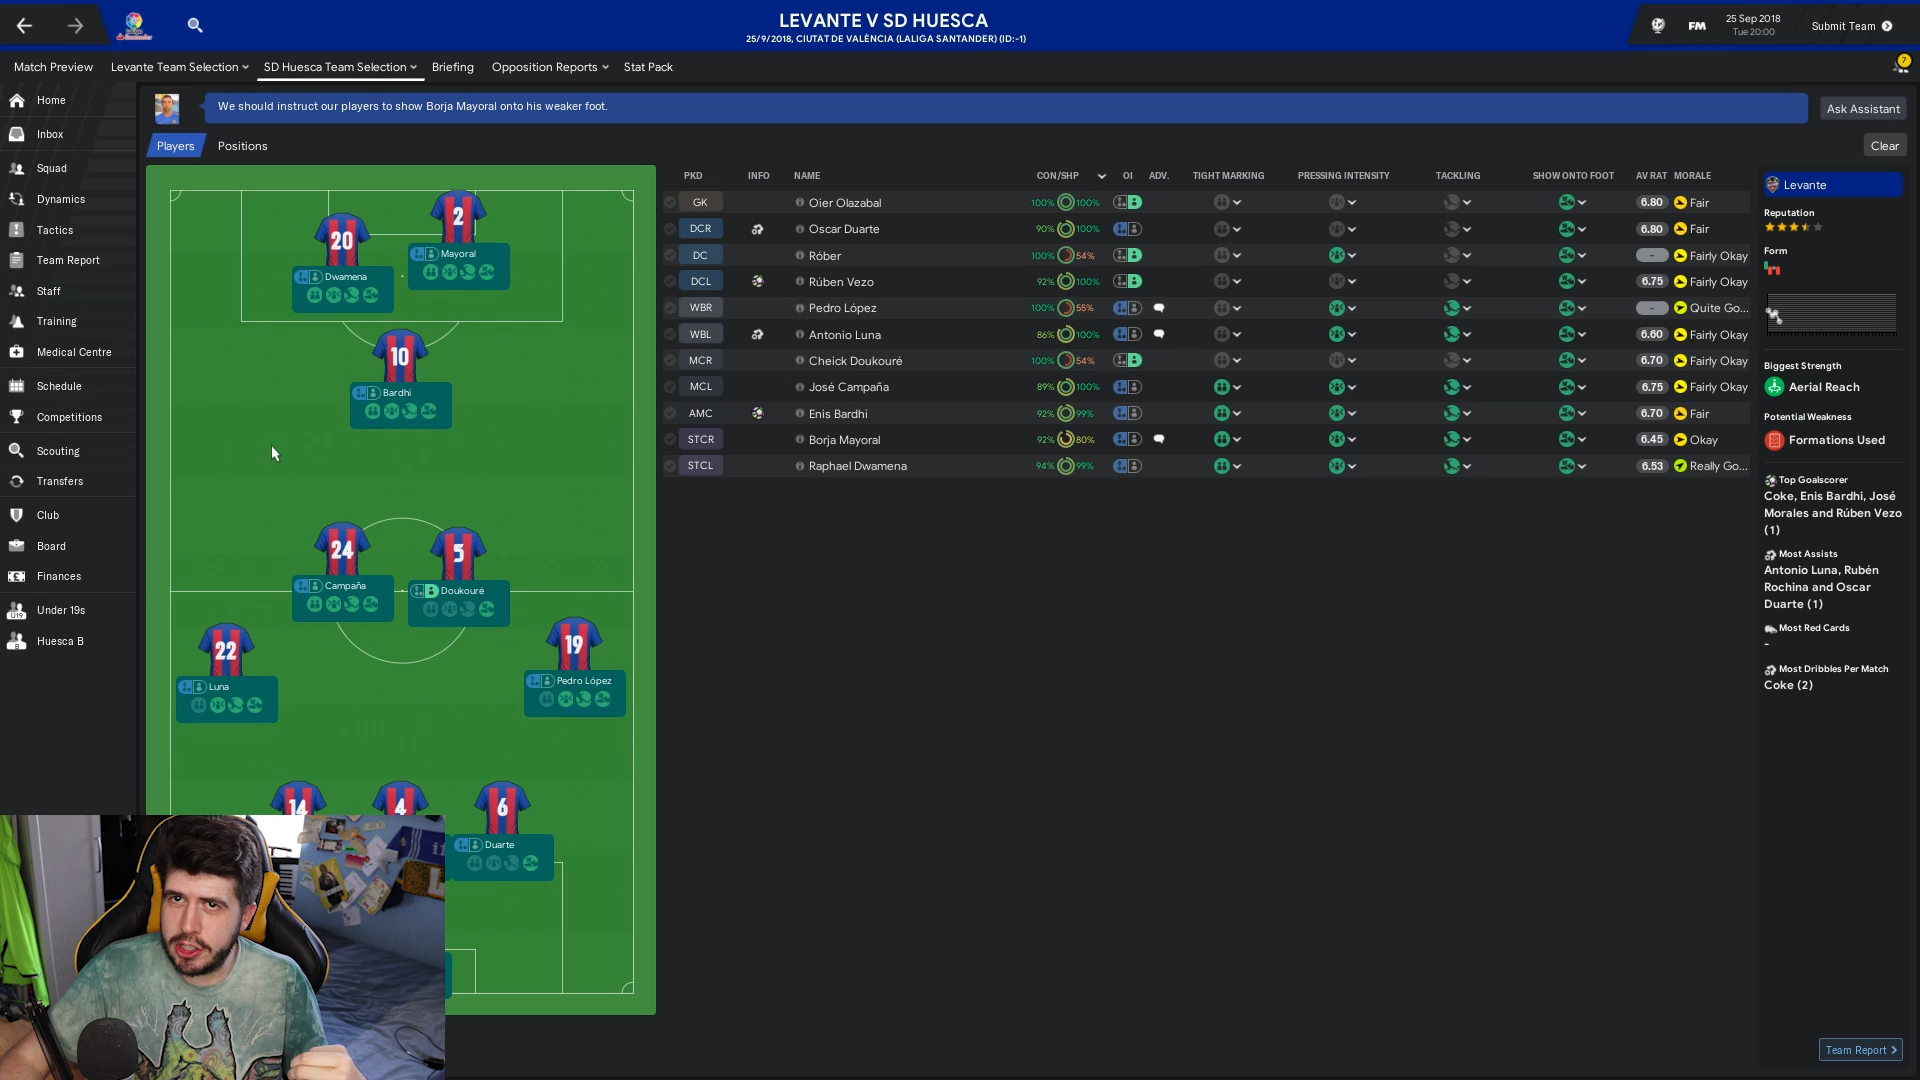 LEVANTE V SD HUESCA
25/9/2018, CIUTAT DE VALÈNCIA (LALIGA SANTANDER) (ID:-1)
FM
25 Sep 2018
Tue 20:00
Submit Team
Match Preview
Levante Team Selection
SD Huesca Team Selection
Briefing
Opposition Reports
Stat Pack
7
Home
Inbox
Squad
Dynamics
Tactics
Team Report
Staff
Training
Medical Centre
Schedule
Competitions
Scouting
Transfers
Club
Board
Finances
U19 Under 19s
B Huesca B
We should instruct our players to show Borja Mayoral onto his weaker foot.
Ask Assistant
Players
Positions
Clear
2
Mayoral
20
Dwamena
10
Bardhi
24
Campaña
5
Doukouré
22
Luna
19
Pedro López
14
4
6
Duarte
PKD INFO NAME CON/SHP OI ADV. TIGHT MARKING PRESSING INTENSITY TACKLING SHOW ONTO FOOT AV RAT MORALE
GK Oier Olazabal 100% 100% 6.80 Fair
DCR Oscar Duarte 90% 100% 6.80 Fair
DC Róber 100% 54% - Fairly Okay
DCL Rúben Vezo 92% 100% 6.75 Fairly Okay
WBR Pedro López 100% 55% - Quite Go...
WBL Antonio Luna 86% 100% 6.60 Fairly Okay
MCR Cheick Doukouré 100% 54% 6.70 Fairly Okay
MCL José Campaña 89% 100% 6.75 Fairly Okay
AMC Enis Bardhi 92% 99% 6.70 Fair
STCR Borja Mayoral 92% 80% 6.45 Okay
STCL Raphael Dwamena 94% 99% 6.53 Really Go...
Levante
Reputation
Form
Biggest Strength
Aerial Reach
Potential Weakness
Formations Used
Top Goalscorer
Coke, Enis Bardhi, José
Morales and Rúben Vezo
(1)
Most Assists
Antonio Luna, Rubén
Rochina and Oscar
Duarte (1)
Most Red Cards
-
Most Dribbles Per Match
Coke (2)
Team Report